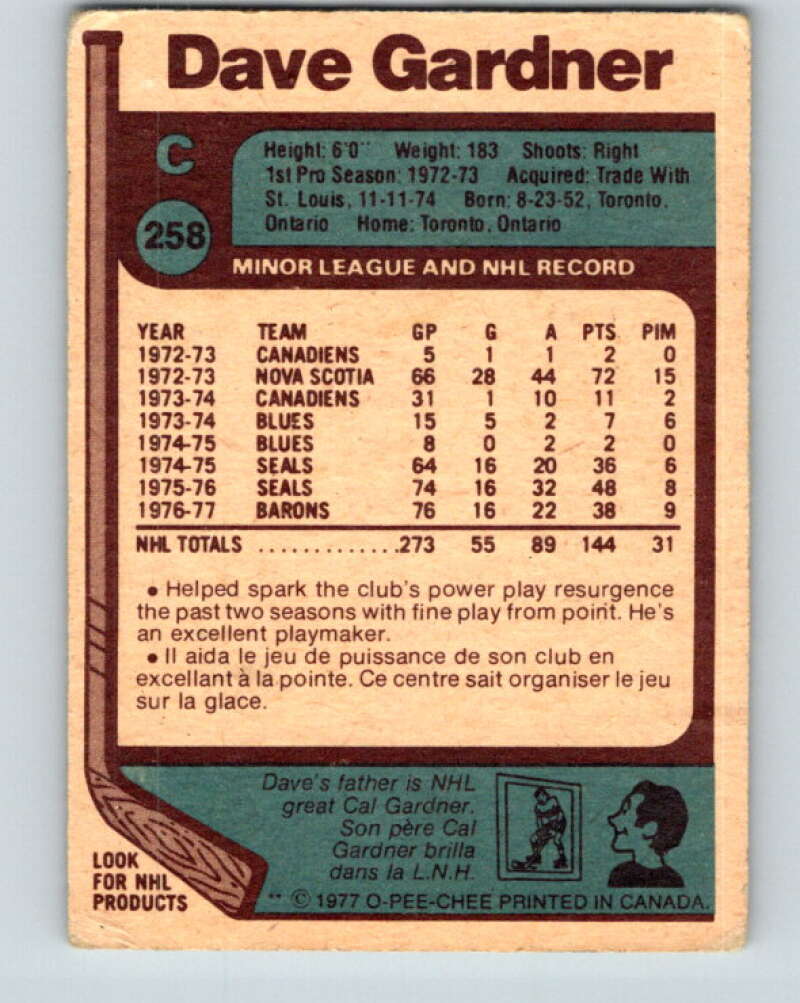 Dave Gardner
C
258
Height: 6'0" Weight: 183 Shoots: Right
1st Pro Season: 1972-73 Acquired: Trade With
St. Louis, 11-11-74 Born: 8-23-52, Toronto,
Ontario Home: Toronto, Ontario
MINOR LEAGUE AND NHL RECORD
YEAR TEAM GP G A PTS PIM
1972-73 CANADIENS 5 1 1 2 0
1972-73 NOVA SCOTIA 66 28 44 72 15
1973-74 CANADIENS 31 1 10 11 2
1973-74 BLUES 15 5 2 7 6
1974-75 BLUES 8 0 2 2 0
1974-75 SEALS 64 16 20 36 6
1975-76 SEALS 74 16 32 48 8
1976-77 BARONS 76 16 22 38 9
NHL TOTALS .............273 55 89 144 31
• Helped spark the club's power play resurgence
the past two seasons with fine play from point. He's
an excellent playmaker.
• Il aida le jeu de puissance de son club en
excellant à la pointe. Ce centre sait organiser le jeu
sur la glace.
Dave's father is NHL
great Cal Gardner.
Son père Cal
Gardner brilla
dans la L.N.H.
LOOK
FOR NHL
PRODUCTS
** © 1977 O-PEE-CHEE PRINTED IN CANADA.